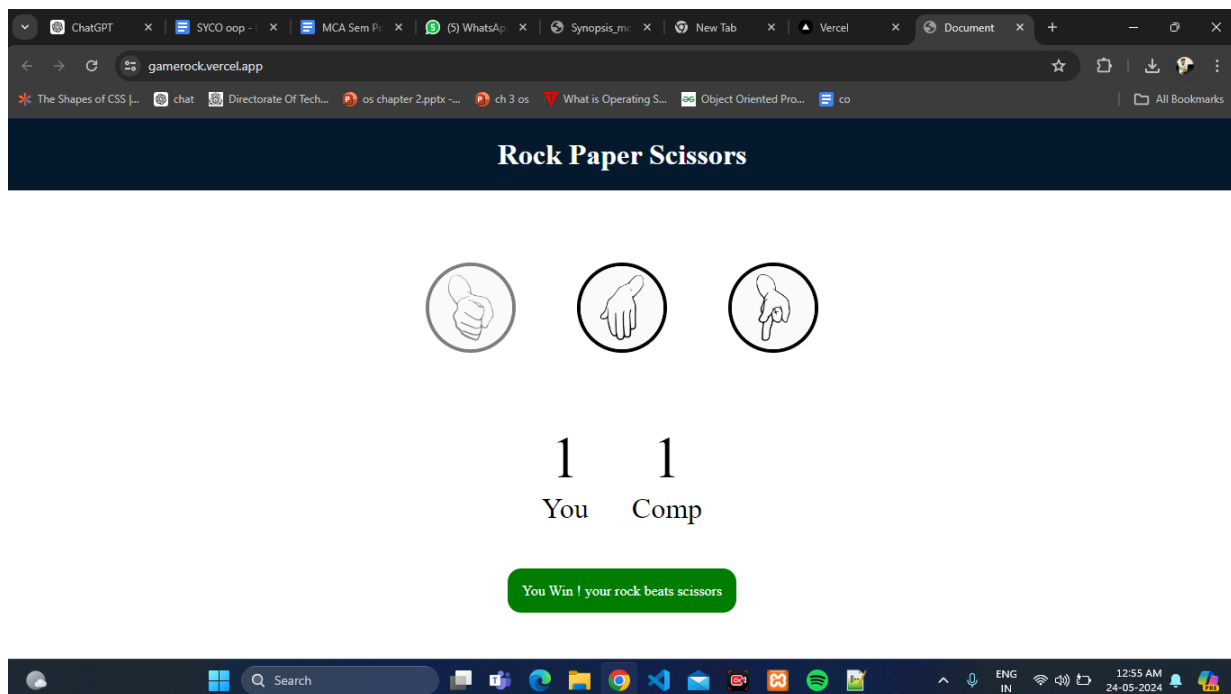 ChatGPT
SYCO oop -
MCA Sem Pr
(5) WhatsAp
Synopsis_mc
New Tab
Vercel
Document
gamerock.vercel.app
The Shapes of CSS |...
chat
Directorate Of Tech...
os chapter 2.pptx -...
ch 3 os
What is Operating S...
Object Oriented Pro...
co
All Bookmarks
Rock Paper Scissors
1 1
You Comp
You Win ! your rock beats scissors
Search
ENG
IN
12:55 AM
24-05-2024
PRE